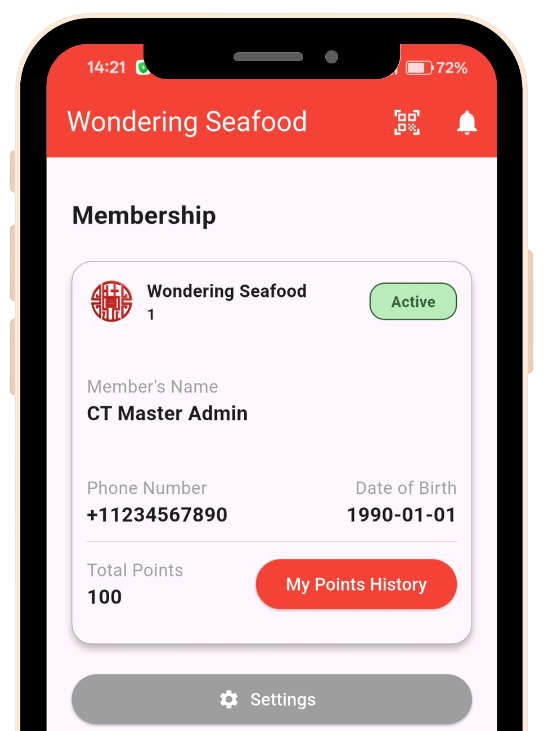 14:21 72%
Wondering Seafood
Membership
Wondering Seafood
1
Active
Member's Name
CT Master Admin
Phone Number Date of Birth
+11234567890 1990-01-01
Total Points
100
My Points History
Settings